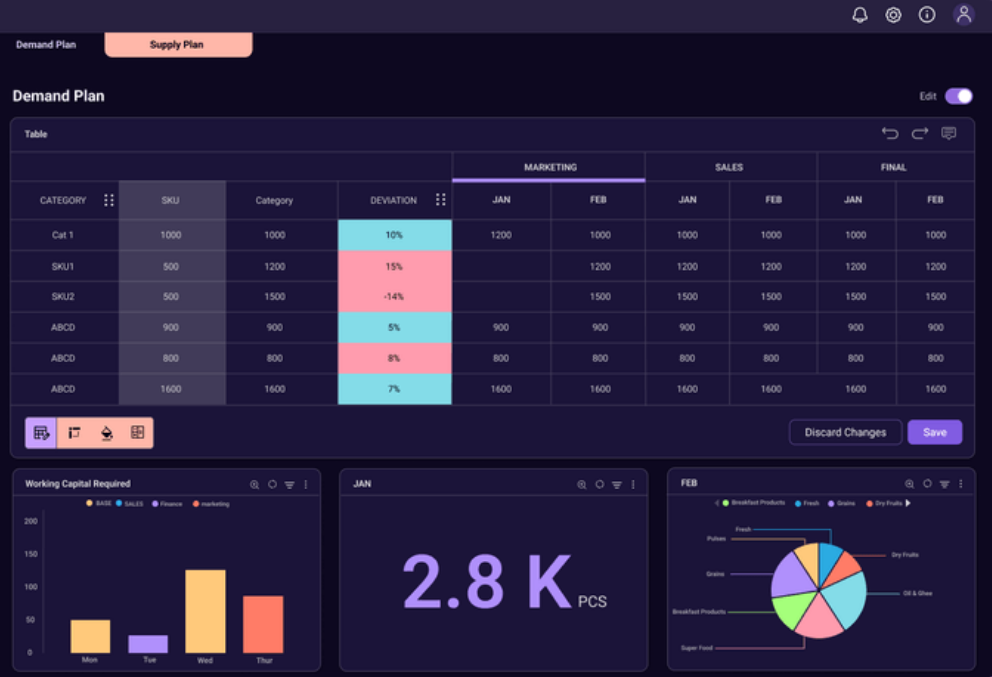 Demand Plan Supply Plan
Demand Plan Edit
Table
MARKETING SALES FINAL
CATEGORY SKU Category DEVIATION JAN FEB JAN FEB JAN FEB
Cat 1 1000 1000 10% 1200 1000 1000 1000 1000 1000
SKU1 500 1200 15% 1200 1200 1200 1200 1200
SKU2 500 1500 -14% 1500 1500 1500 1500 1500
ABCD 900 900 5% 900 900 900 900 900 900
ABCD 800 800 8% 800 800 800 800 800 800
ABCD 1600 1600 7% 1600 1600 1600 1600 1600 1600
Discard Changes Save
Working Capital Required
BASE SALES Finance marketing
200
150
100
50
0
Mon Tue Wed Thur
JAN
2.8 K PCS
FEB
Breakfast Products Fresh Grains Dry Fruits
Fresh
Pulses
Dry Fruits
Grains
Oil & Ghee
Breakfast Products
Super Food